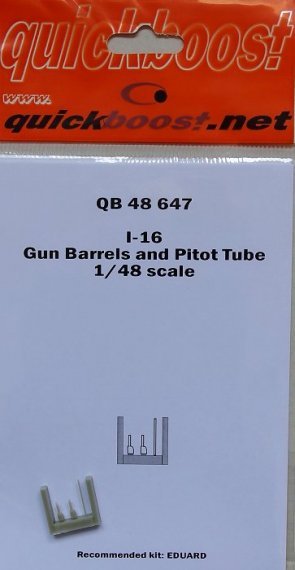 quickboost
www.
quickboost.net
QB 48 647
I-16
Gun Barrels and Pitot Tube
1/48 scale
Recommended kit: EDUARD